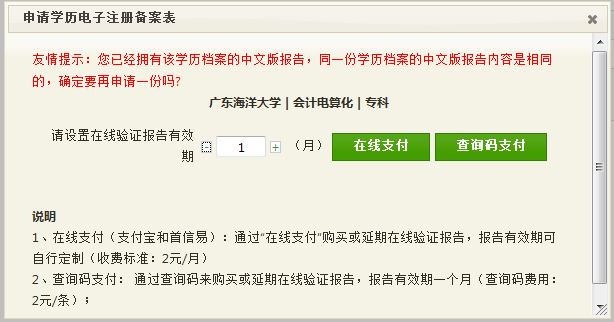 申请学历电子注册备案表
友情提示：您已经拥有该学历档案的中文版报告，同一份学历档案的中文版报告内容是相同
的，确定要再申请一份吗？
广东海洋大学 | 会计电算化 | 专科
请设置在线验证报告有效
期
1
（月）
在线支付
查询码支付
说明
1、在线支付（支付宝和首信易）：通过“在线支付”购买或延期在线验证报告，报告有效期可
自行定制（收费标准：2元/月）
2、查询码支付： 通过查询码来购买或延期在线验证报告，报告有效期一个月（查询码费用：
2元/条）；